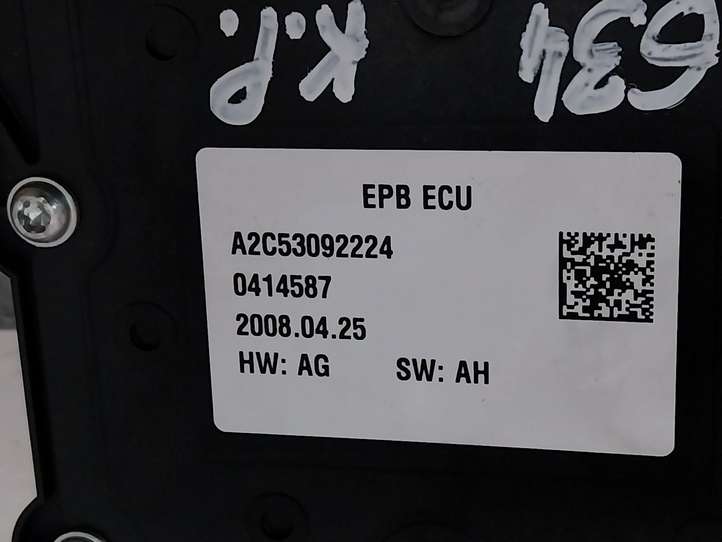 634 K.P.
EPB ECU
A2C53092224
0414587
2008.04.25
HW: AG SW: AH